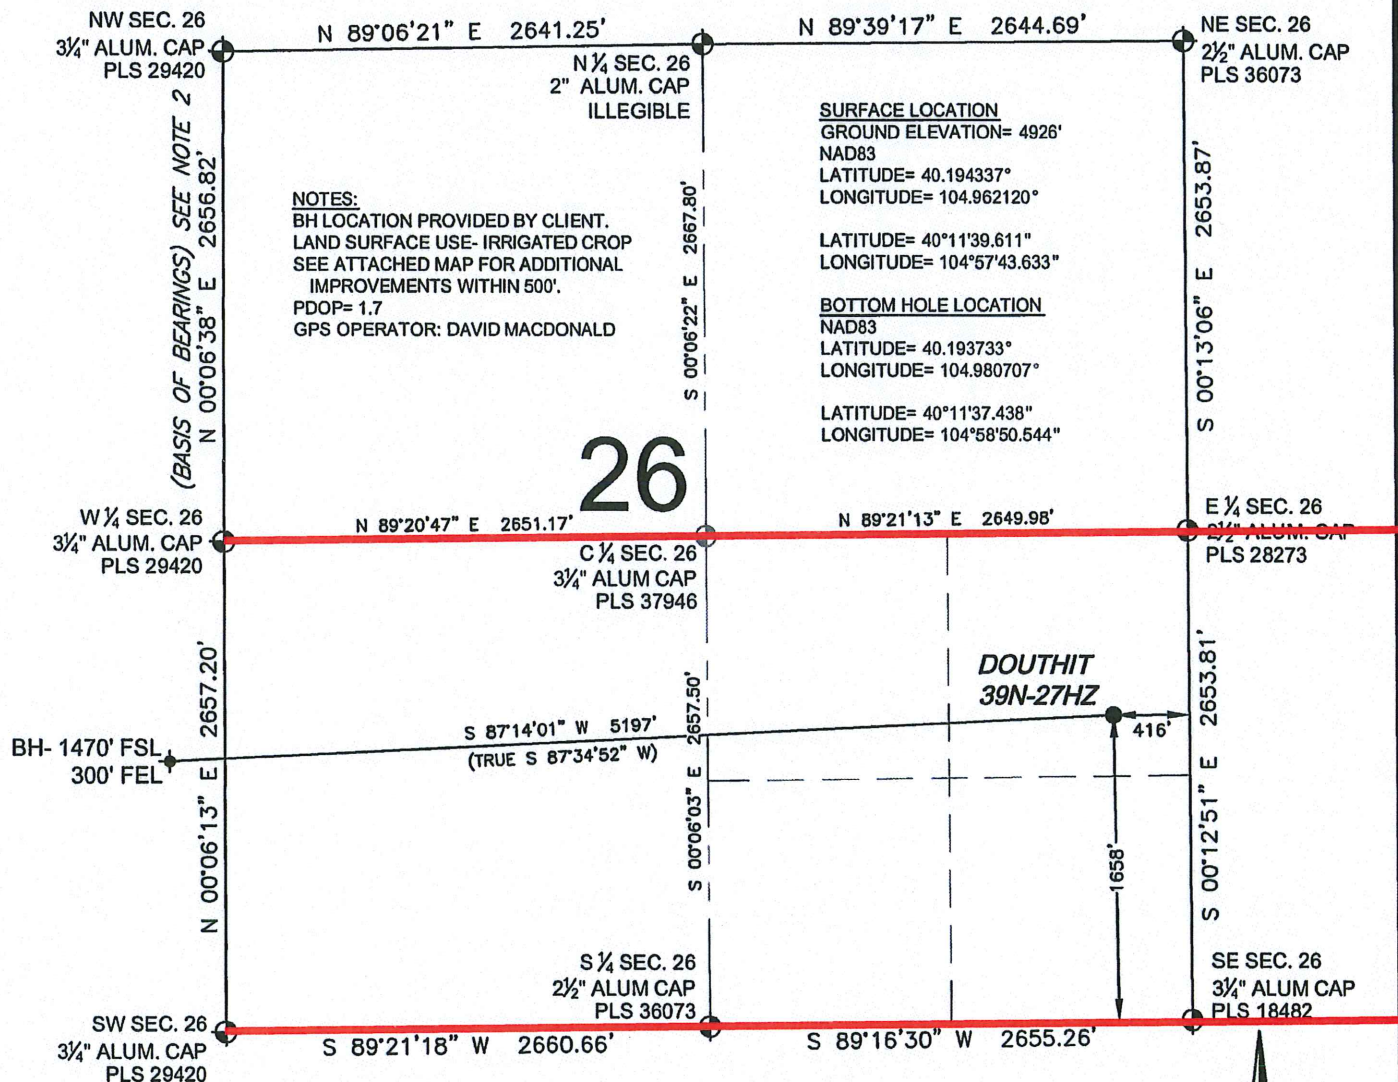 NW SEC. 26
3¼" ALUM. CAP
PLS 29420
N 89°06'21" E 2641.25'
N ¼ SEC. 26
2" ALUM. CAP
ILLEGIBLE
N 89°39'17" E 2644.69'
NE SEC. 26
2½" ALUM. CAP
PLS 36073
(BASIS OF BEARINGS) SEE NOTE 2
N 00°06'38" E 2656.82'
NOTES:
BH LOCATION PROVIDED BY CLIENT.
LAND SURFACE USE- IRRIGATED CROP
SEE ATTACHED MAP FOR ADDITIONAL
IMPROVEMENTS WITHIN 500'.
PDOP= 1.7
GPS OPERATOR: DAVID MACDONALD
S 00°06'22" E 2667.80'
SURFACE LOCATION
GROUND ELEVATION= 4926'
NAD83
LATITUDE= 40.194337°
LONGITUDE= 104.962120°
LATITUDE= 40°11'39.611"
LONGITUDE= 104°57'43.633"
BOTTOM HOLE LOCATION
NAD83
LATITUDE= 40.193733°
LONGITUDE= 104.980707°
LATITUDE= 40°11'37.438"
LONGITUDE= 104°58'50.544"
S 00°13'06" E 2653.87'
26
W ¼ SEC. 26
3¼" ALUM. CAP
PLS 29420
N 89°20'47" E 2651.17'
C ¼ SEC. 26
3¼" ALUM CAP
PLS 37946
N 89°21'13" E 2649.98'
E ¼ SEC. 26
2½" ALUM. CAP
PLS 28273
N 00°06'13" E 2657.20'
BH- 1470' FSL
300' FEL
S 87°14'01" W 5197'
(TRUE S 87°34'52" W)
S 00°06'03" E 2657.50'
DOUTHIT
39N-27HZ
416'
1658'
S 00°12'51" E 2653.81'
SW SEC. 26
3¼" ALUM. CAP
PLS 29420
S 89°21'18" W 2660.66'
S ¼ SEC. 26
2½" ALUM CAP
PLS 36073
S 89°16'30" W 2655.26'
SE SEC. 26
3¼" ALUM CAP
PLS 18482